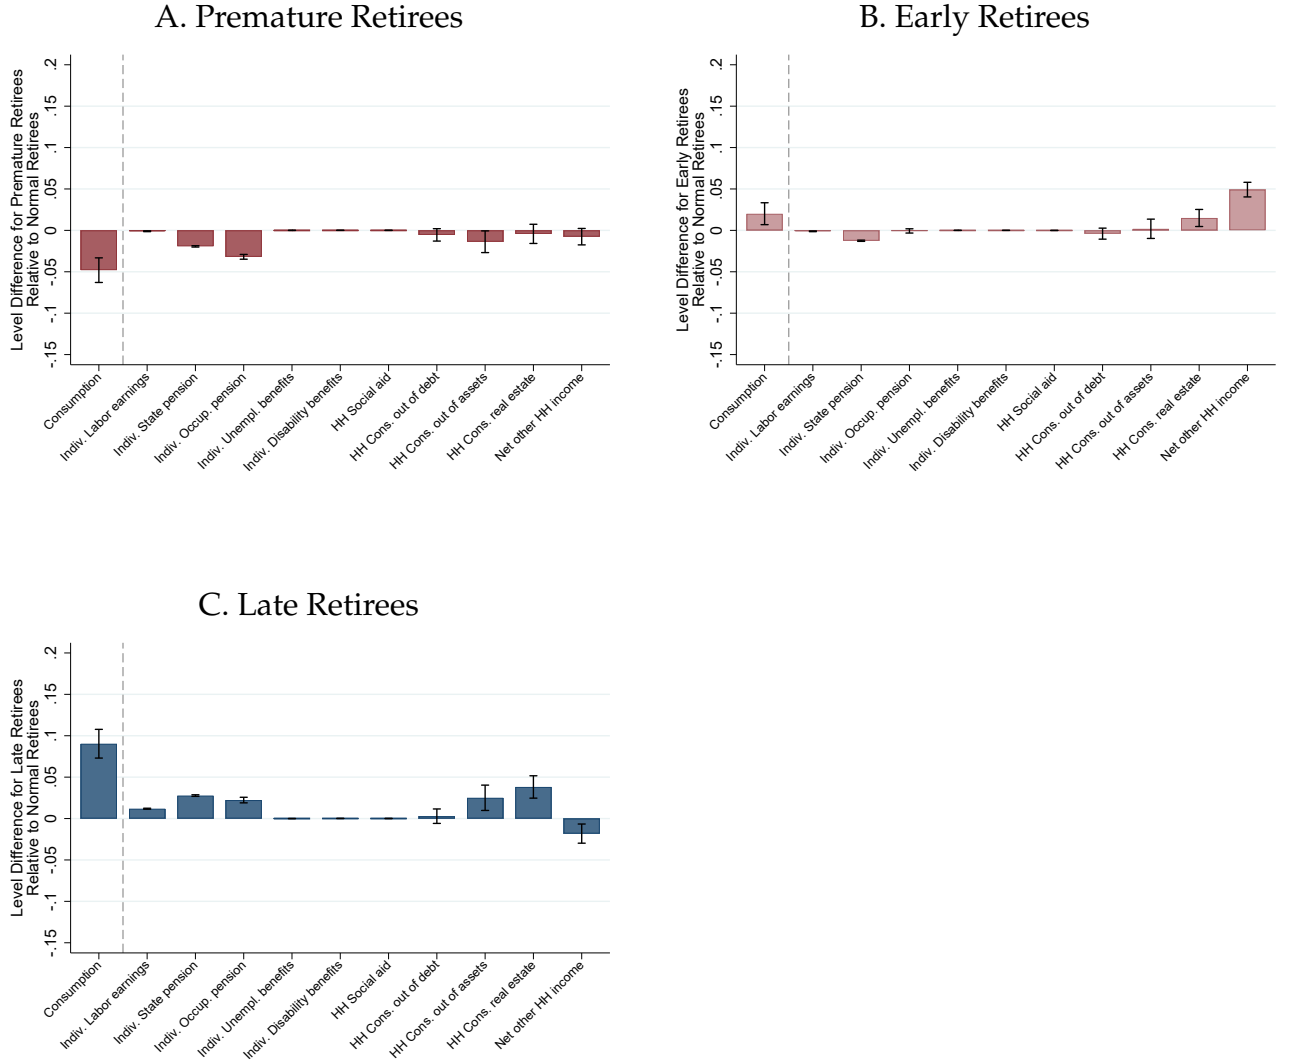 A. Premature Retirees
Level Difference for Premature Retirees
Relative to Normal Retirees
.2
.15
.1
.05
0
-.05
-.1
-.15
Consumption
Indiv. Labor earnings
Indiv. State pension
Indiv. Occup. pension
Indiv. Unempl. benefits
Indiv. Disability benefits
HH Social aid
HH Cons. out of debt
HH Cons. out of assets
HH Cons. real estate
Net other HH income
B. Early Retirees
Level Difference for Early Retirees
Relative to Normal Retirees
.2
.15
.1
.05
0
-.05
-.1
-.15
Consumption
Indiv. Labor earnings
Indiv. State pension
Indiv. Occup. pension
Indiv. Unempl. benefits
Indiv. Disability benefits
HH Social aid
HH Cons. out of debt
HH Cons. out of assets
HH Cons. real estate
Net other HH income
C. Late Retirees
Level Difference for Late Retirees
Relative to Normal Retirees
.2
.15
.1
.05
0
-.05
-.1
-.15
Consumption
Indiv. Labor earnings
Indiv. State pension
Indiv. Occup. pension
Indiv. Unempl. benefits
Indiv. Disability benefits
HH Social aid
HH Cons. out of debt
HH Cons. out of assets
HH Cons. real estate
Net other HH income